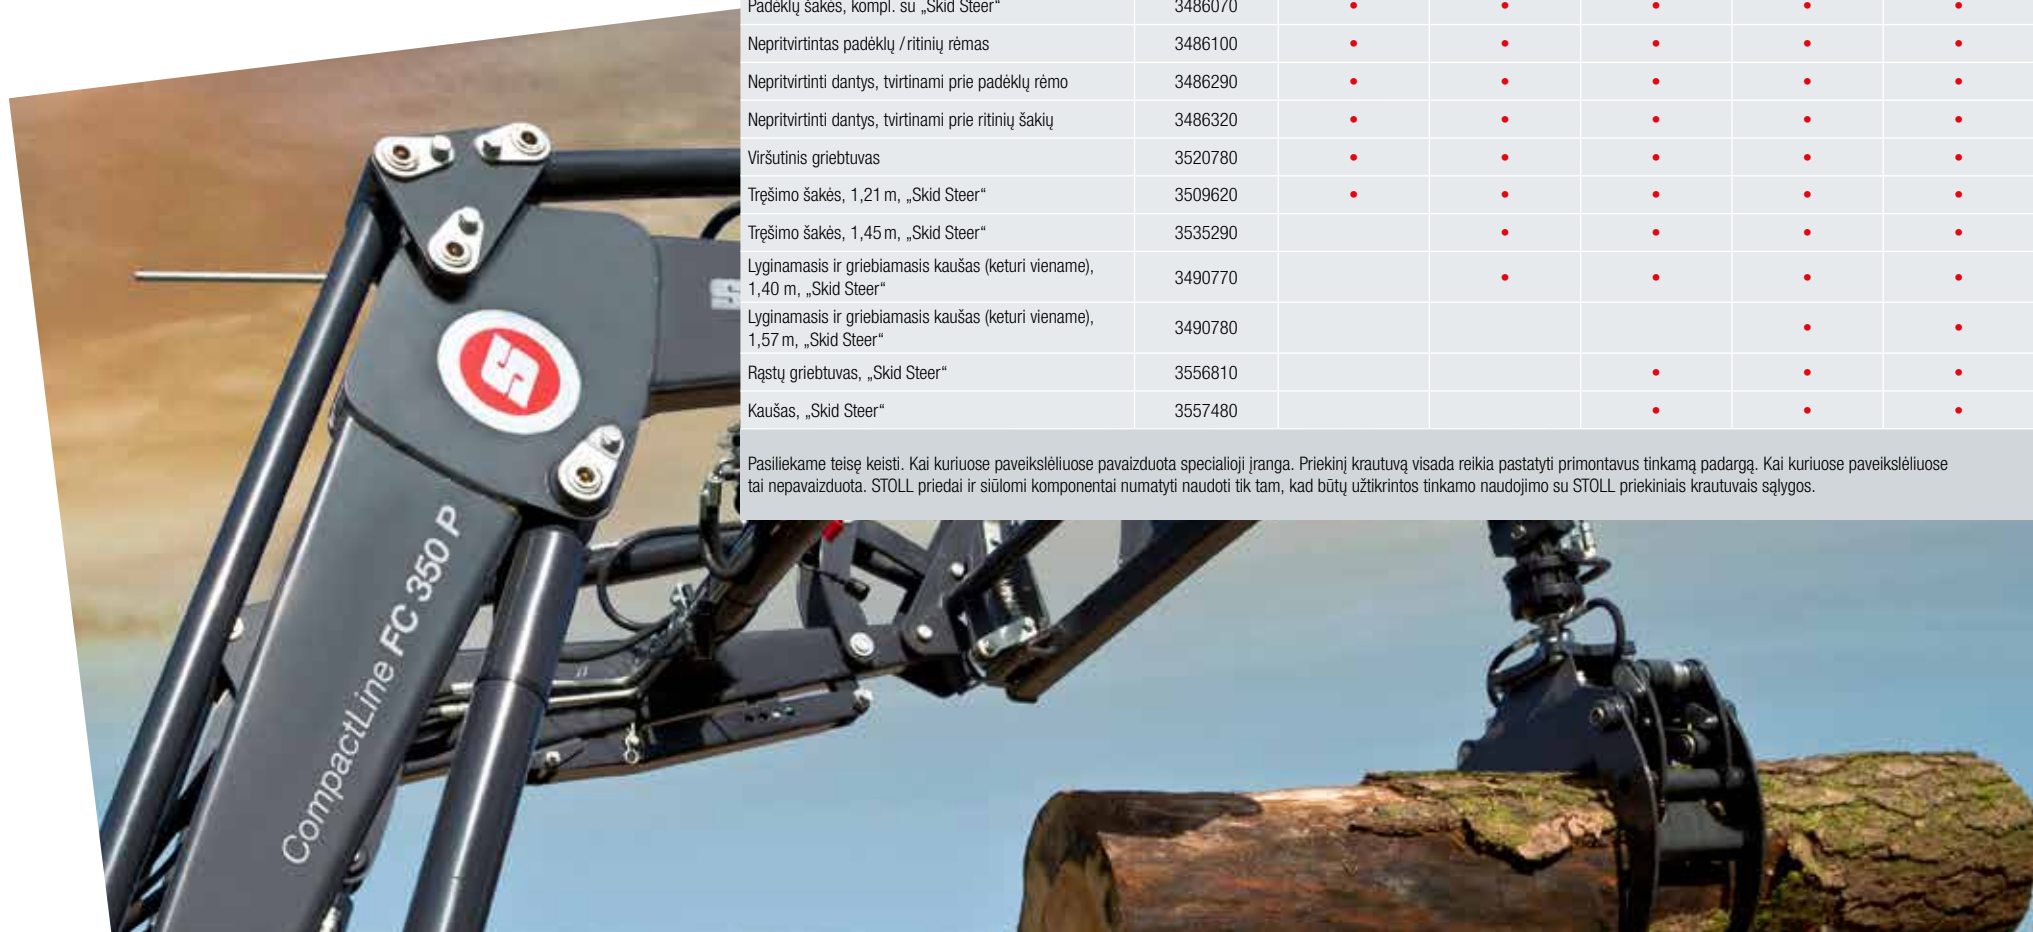 Padėklų šakės, kompl. su „Skid Steer“ 3486070 • • • • •
Nepritvirtintas padėklų / ritinių rėmas 3486100 • • • • •
Nepritvirtinti dantys, tvirtinami prie padėklų rėmo 3486290 • • • • •
Nepritvirtinti dantys, tvirtinami prie ritinių šakių 3486320 • • • • •
Viršutinis griebtuvas 3520780 • • • • •
Tręšimo šakės, 1,21 m, „Skid Steer“ 3509620 • • • • •
Tręšimo šakės, 1,45 m, „Skid Steer“ 3535290 • • • •
Lyginamasis ir griebiamasis kaušas (keturi viename),
1,40 m, „Skid Steer“ 3490770 • • • •
Lyginamasis ir griebiamasis kaušas (keturi viename),
1,57 m, „Skid Steer“ 3490780 • •
Rąstų griebtuvas, „Skid Steer“ 3556810 • • •
Kaušas, „Skid Steer“ 3557480 • • •
Pasiliekame teisę keisti. Kai kuriuose paveikslėliuose pavaizduota specialioji įranga. Priekinį krautuvą visada reikia pastatyti primontavus tinkamą padargą. Kai kuriuose paveikslėliuose
tai nepavaizduota. STOLL priedai ir siūlomi komponentai numatyti naudoti tik tam, kad būtų užtikrintos tinkamo naudojimo su STOLL priekiniais krautuvais sąlygos.
CompactLine FC 350 P